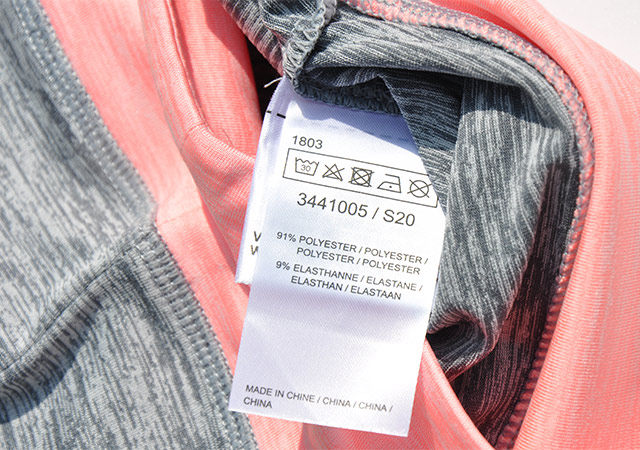 1803
30
3441005 / S20
91% POLYESTER / POLYESTER /
POLYESTER / POLYESTER
9% ELASTHANNE / ELASTANE /
ELASTHAN / ELASTAAN
MADE IN CHINE / CHINA / CHINA /
CHINA